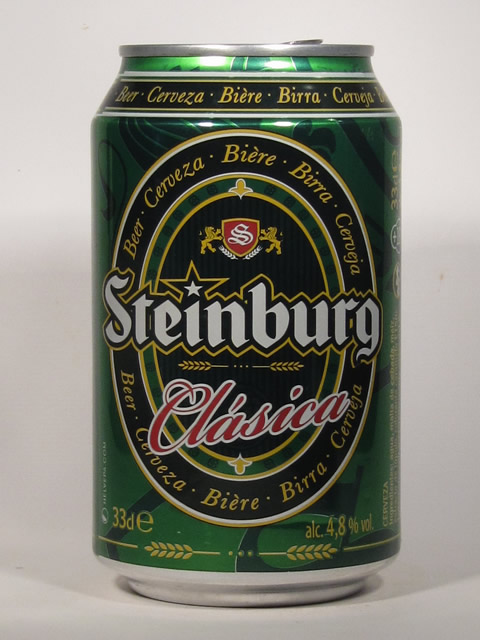 Beer · Cerveza · Bière · Birra · Cerveja ·
Beer · Cerveza · Bière · Birra · Cerveja
S
Steinburg
Clásica
Beer · Cerveza · Bière · Birra · Cerveja
33cl e
alc. 4,8 % vol.
33cl e
CERVEZA